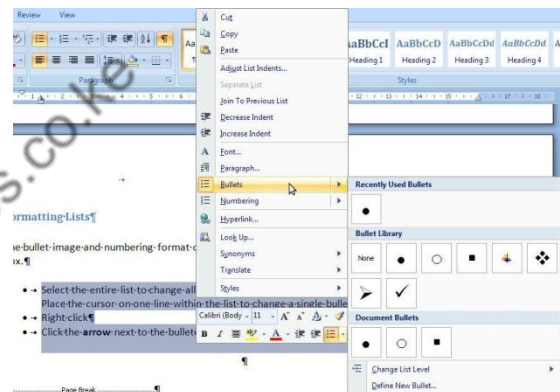 Review View
Paragraph
AaBbCcI AaBbCcD AaBbCcDd AaBbCcDd
Heading 1 Heading 2 Heading 3 Heading 4
Styles
Cut
Copy
Paste
Adjust List Indents...
Separate List
Join To Previous List
Decrease Indent
Increase Indent
Font...
Paragraph...
Bullets
Numbering
Hyperlink...
Look Up...
Synonyms
Translate
Styles
Calibri (Body - 11
Recently Used Bullets
Bullet Library
None
Document Bullets
Change List Level
Define New Bullet...
ormatting·Lists¶
he·bullet·image·and·numbering·format·
ox.¶
Select·the·entire·list·to·change·all
Place·the·cursor·on·one·line·within·the·list·to·change·a·single·bulle
Right·click¶
Click·the·arrow·next·to·the·bullet
Page Break
s.co.ke